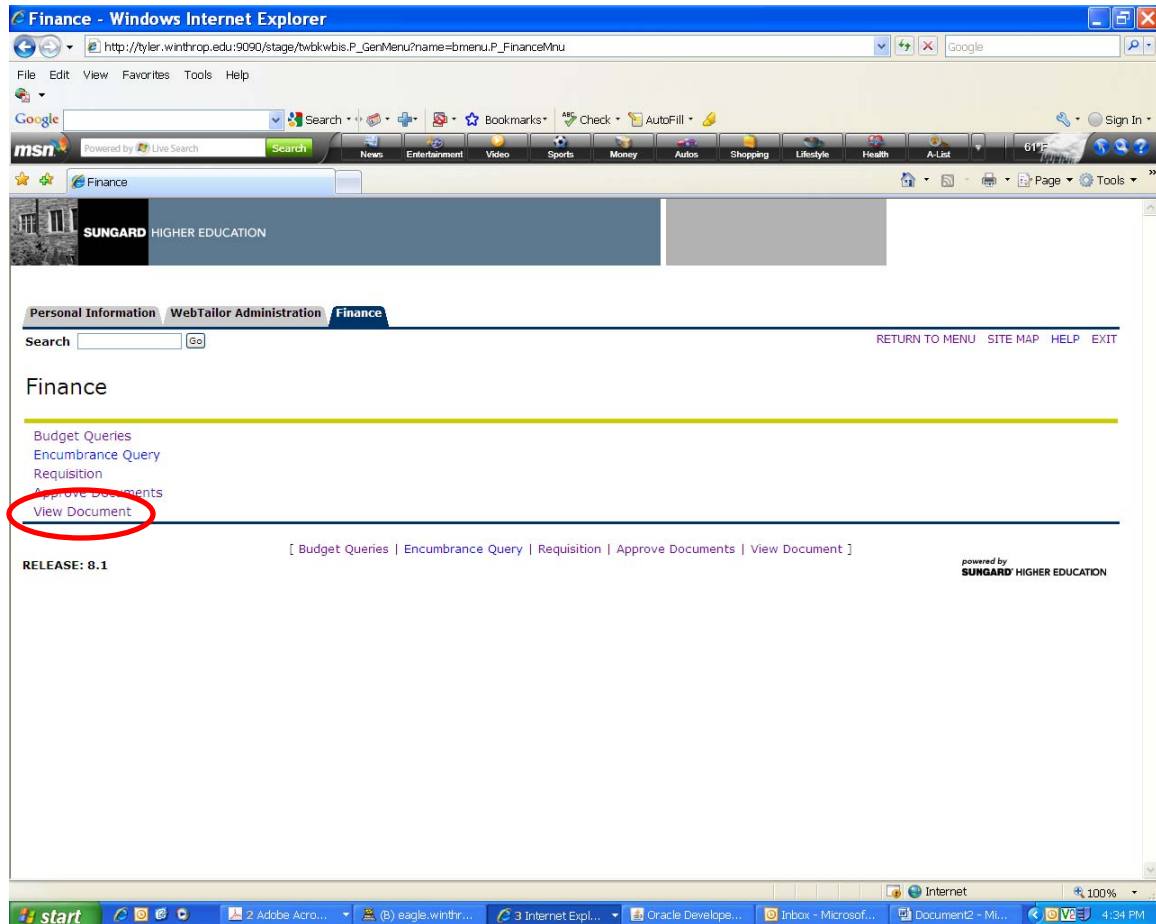 Finance - Windows Internet Explorer
http://tyler.winthrop.edu:9090/stage/twbkwbis.P_GenMenu?name=bmenu.P_FinanceMnu
Google
File Edit View Favorites Tools Help
Google Search Bookmarks Check AutoFill Sign In
msn Powered by Live Search Search News Entertainment Video Sports Money Autos Shopping Lifestyle Health A-List 61°F
Finance Page Tools
SUNGARD HIGHER EDUCATION
Personal Information WebTailor Administration Finance
Search Go RETURN TO MENU SITE MAP HELP EXIT
Finance
Budget Queries
Encumbrance Query
Requisition
Approve Documents
View Document
[ Budget Queries | Encumbrance Query | Requisition | Approve Documents | View Document ]
RELEASE: 8.1
powered by
SUNGARD HIGHER EDUCATION
Internet 100%
start 2 Adobe Acro... (B) eagle.winthr... 3 Internet Expl... Oracle Develope... Inbox - Microsof... Document2 - Mi... 4:34 PM